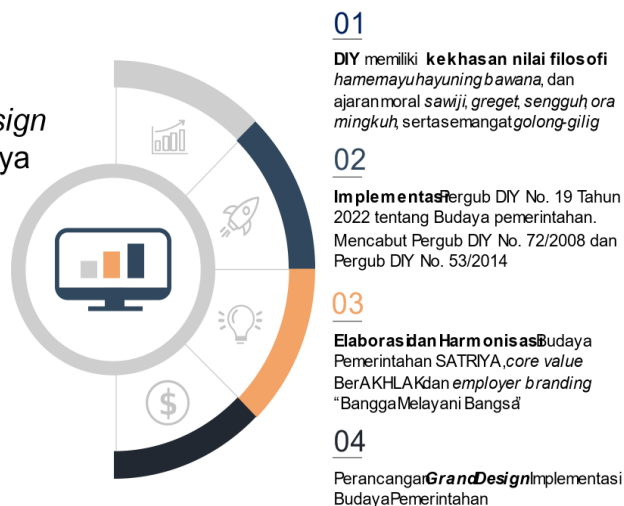 sign
ya
01
DIY memiliki kekhasan nilai filosofi
hamemayu hayuning bawana, dan
ajaran moral sawiji, greget, sengguh, ora
mingkuh, serta semangat golong-gilig
02
Implementasi Pergub DIY No. 19 Tahun
2022 tentang Budaya pemerintahan.
Mencabut Pergub DIY No. 72/2008 dan
Pergub DIY No. 53/2014
03
Elaborasi dan Harmonisasi Budaya
Pemerintahan SATRIYA, core value
BerAKHLAK dan employer branding
“Bangga Melayani Bangsa”
04
Perancangan Grand Design Implementasi
Budaya Pemerintahan
$